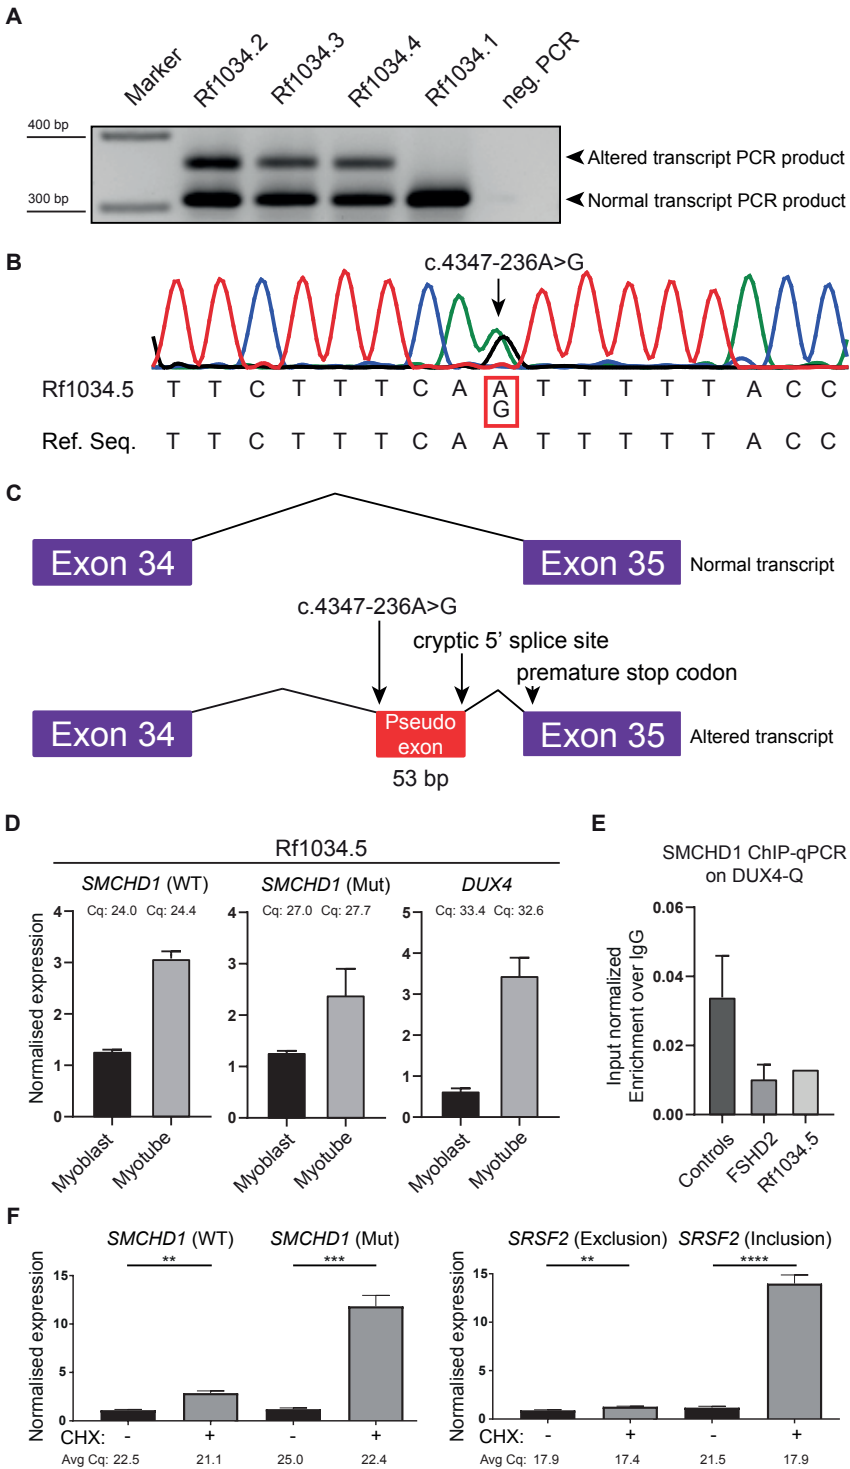 A
Marker
Rf1034.2
Rf1034.3
Rf1034.4
Rf1034.1
neg. PCR
400 bp
300 bp
Altered transcript PCR product
Normal transcript PCR product
B
c.4347-236A>G
Rf1034.5 T T C T T T C A A T T T T T A C C
G
Ref. Seq. T T C T T T C A A T T T T T A C C
C
Exon 34
Exon 35
Normal transcript
c.4347-236A>G
cryptic 5’ splice site
premature stop codon
Exon 34
Pseudo
exon
Exon 35
Altered transcript
53 bp
D
Rf1034.5
SMCHD1 (WT)
SMCHD1 (Mut)
DUX4
Cq: 24.0 Cq: 24.4
Cq: 27.0 Cq: 27.7
Cq: 33.4 Cq: 32.6
Normalised expression
4
3
2
1
0
Myoblast
Myotube
4
3
2
1
0
Myoblast
Myotube
5
4
3
2
1
0
Myoblast
Myotube
E
SMCHD1 ChIP-qPCR
on DUX4-Q
Input normalized
Enrichment over IgG
0.06
0.04
0.02
0.00
Controls
FSHD2
Rf1034.5
F
SMCHD1 (WT)
SMCHD1 (Mut)
** ***
Normalised expression
15
10
5
0
CHX: - + - +
Avg Cq: 22.5 21.1 25.0 22.4
SRSF2 (Exclusion)
SRSF2 (Inclusion)
** ****
Normalised expression
15
10
5
0
CHX: - + - +
Avg Cq: 17.9 17.4 21.5 17.9